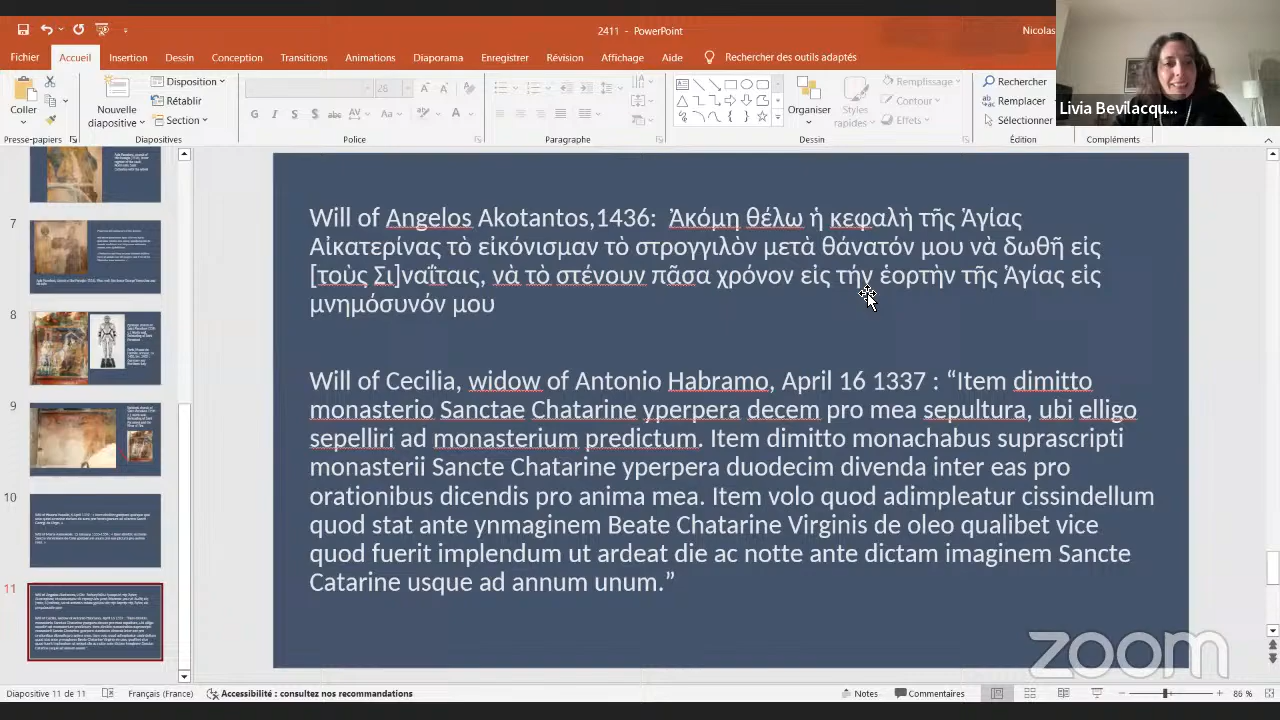 2411 - PowerPoint
Nicolas
Fichier Accueil Insertion Dessin Conception Transitions Animations Diaporama Enregistrer Révision Affichage Aide Rechercher des outils adaptés
Livia Bevilacqu...
Coller
Nouvelle diapositive
Disposition
Rétablir
Section
28
Organiser
Styles rapides
Remplissage
Contour
Effets
Rechercher
Remplacer
Sélectionner
Presse-papiers Diapositives Police Paragraphe Dessin Édition Compléments
7
8
9
10
11
Will of Angelos Akotantos,1436: Ἀκόμη θέλω ἡ κεφαλὴ τῆς Ἁγίας
Αἰκατερίνας τὸ εἰκόνισμαν τὸ στρογγιλὸν μετὰ θάνατον μου νὰ δωθῆ εἰς
[τοὺς Σι]ναΐταις, νὰ το στένουν πᾶσα χρόνον εἰς τὴν ἑορτὴν τῆς Ἁγίας εἰς
μνημόσυνόν μου
Will of Cecilia, widow of Antonio Habramo, April 16 1337 : “Item dimitto
monasterio Sanctae Chatarine yperpera decem pro mea sepultura, ubi elligo
sepelliri ad monasterium predictum. Item dimitto monachabus suprascripti
monasterii Sancte Chatarine yperpera duodecim divenda inter eas pro
orationibus dicendis pro anima mea. Item volo quod adimpleatur cissindellum
quod stat ante ynmaginem Beate Chatarine Virginis de oleo qualibet vice
quod fuerit implendum ut ardeat die ac notte ante dictam imaginem Sancte
Catarine usque ad annum unum.”
zoom
Diapositive 11 de 11 Français (France) Accessibilité : consultez nos recommandations Notes Commentaires 86 %